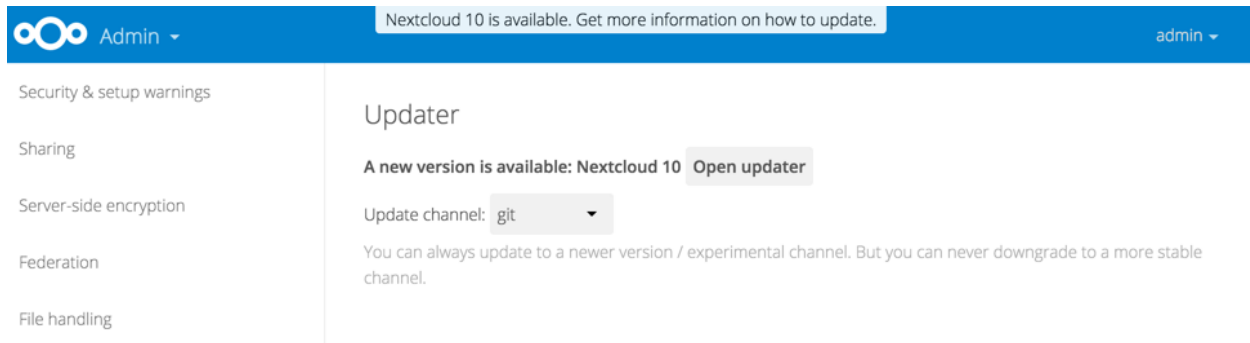 Nextcloud 10 is available. Get more information on how to update.
Admin
admin
Security & setup warnings
Sharing
Server-side encryption
Federation
File handling
Updater
A new version is available: Nextcloud 10 Open updater
Update channel: git
You can always update to a newer version / experimental channel. But you can never downgrade to a more stable
channel.